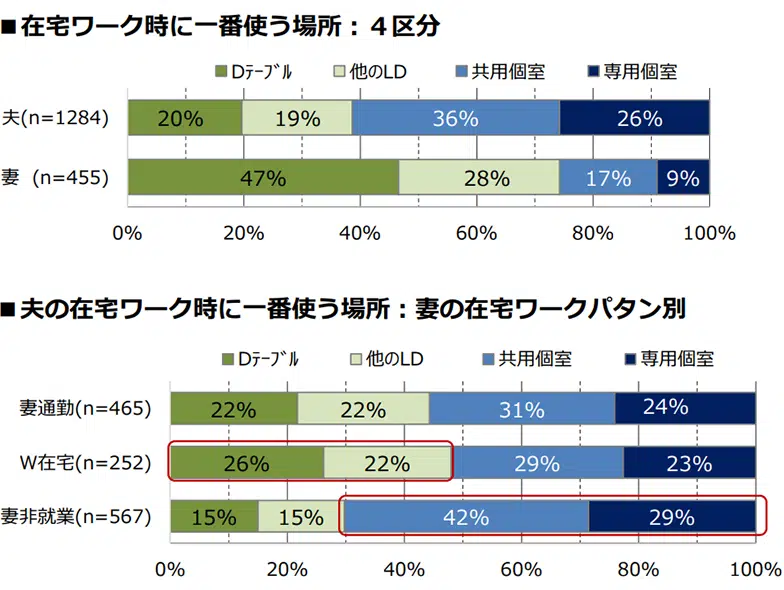 ■在宅ワーク時に一番使う場所：４区分
Dﾃｰﾌﾞﾙ 他のLD 共用個室 専用個室
夫(n=1284) 20% 19% 36% 26%
妻 (n=455) 47% 28% 17% 9%
0% 20% 40% 60% 80% 100%
■夫の在宅ワーク時に一番使う場所：妻の在宅ワークパタン別
Dﾃｰﾌﾞﾙ 他のLD 共用個室 専用個室
妻通勤(n=465) 22% 22% 31% 24%
W在宅(n=252) 26% 22% 29% 23%
妻非就業(n=567) 15% 15% 42% 29%
0% 20% 40% 60% 80% 100%